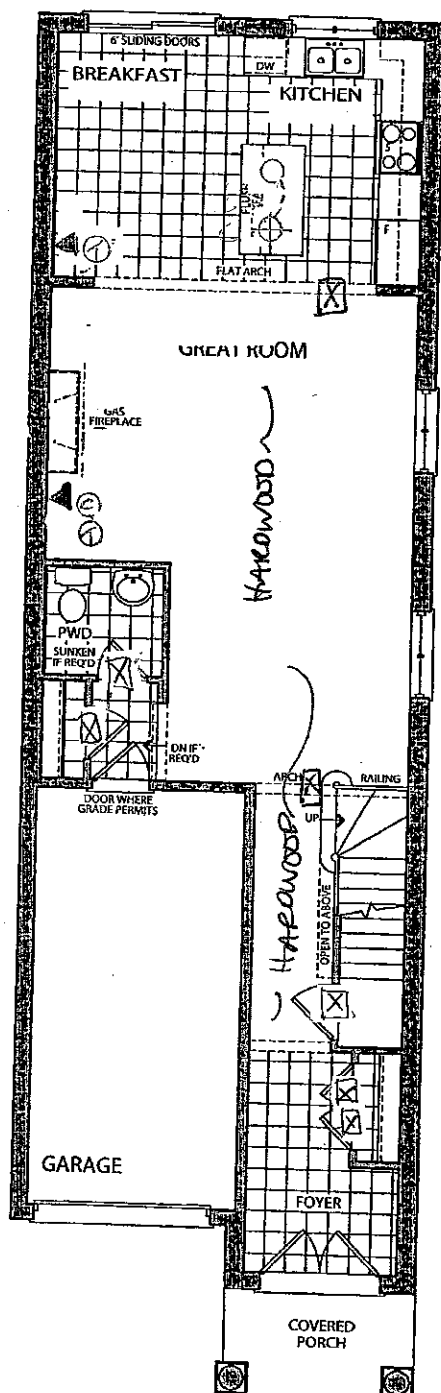 6' SLIDING DOORS
BREAKFAST
DW
KITCHEN
S
F
FLAT ARCH
GREAT ROOM
GAS
FIREPLACE
HARDWOOD
PWD
SUNKEN
IF REQ'D
DN IF
REQ'D
DOOR WHERE
GRADE PERMITS
ARCH
RAILING
UP
OPEN TO ABOVE
HARDWOOD
GARAGE
FOYER
COVERED
PORCH